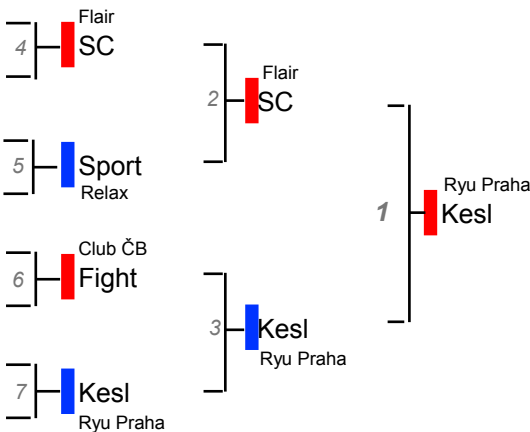 Flair
4 SC
5 Sport
Relax
Club ČB
6 Fight
7 Kesl
Ryu Praha
Flair
2 SC
3 Kesl
Ryu Praha
Ryu Praha
1 Kesl